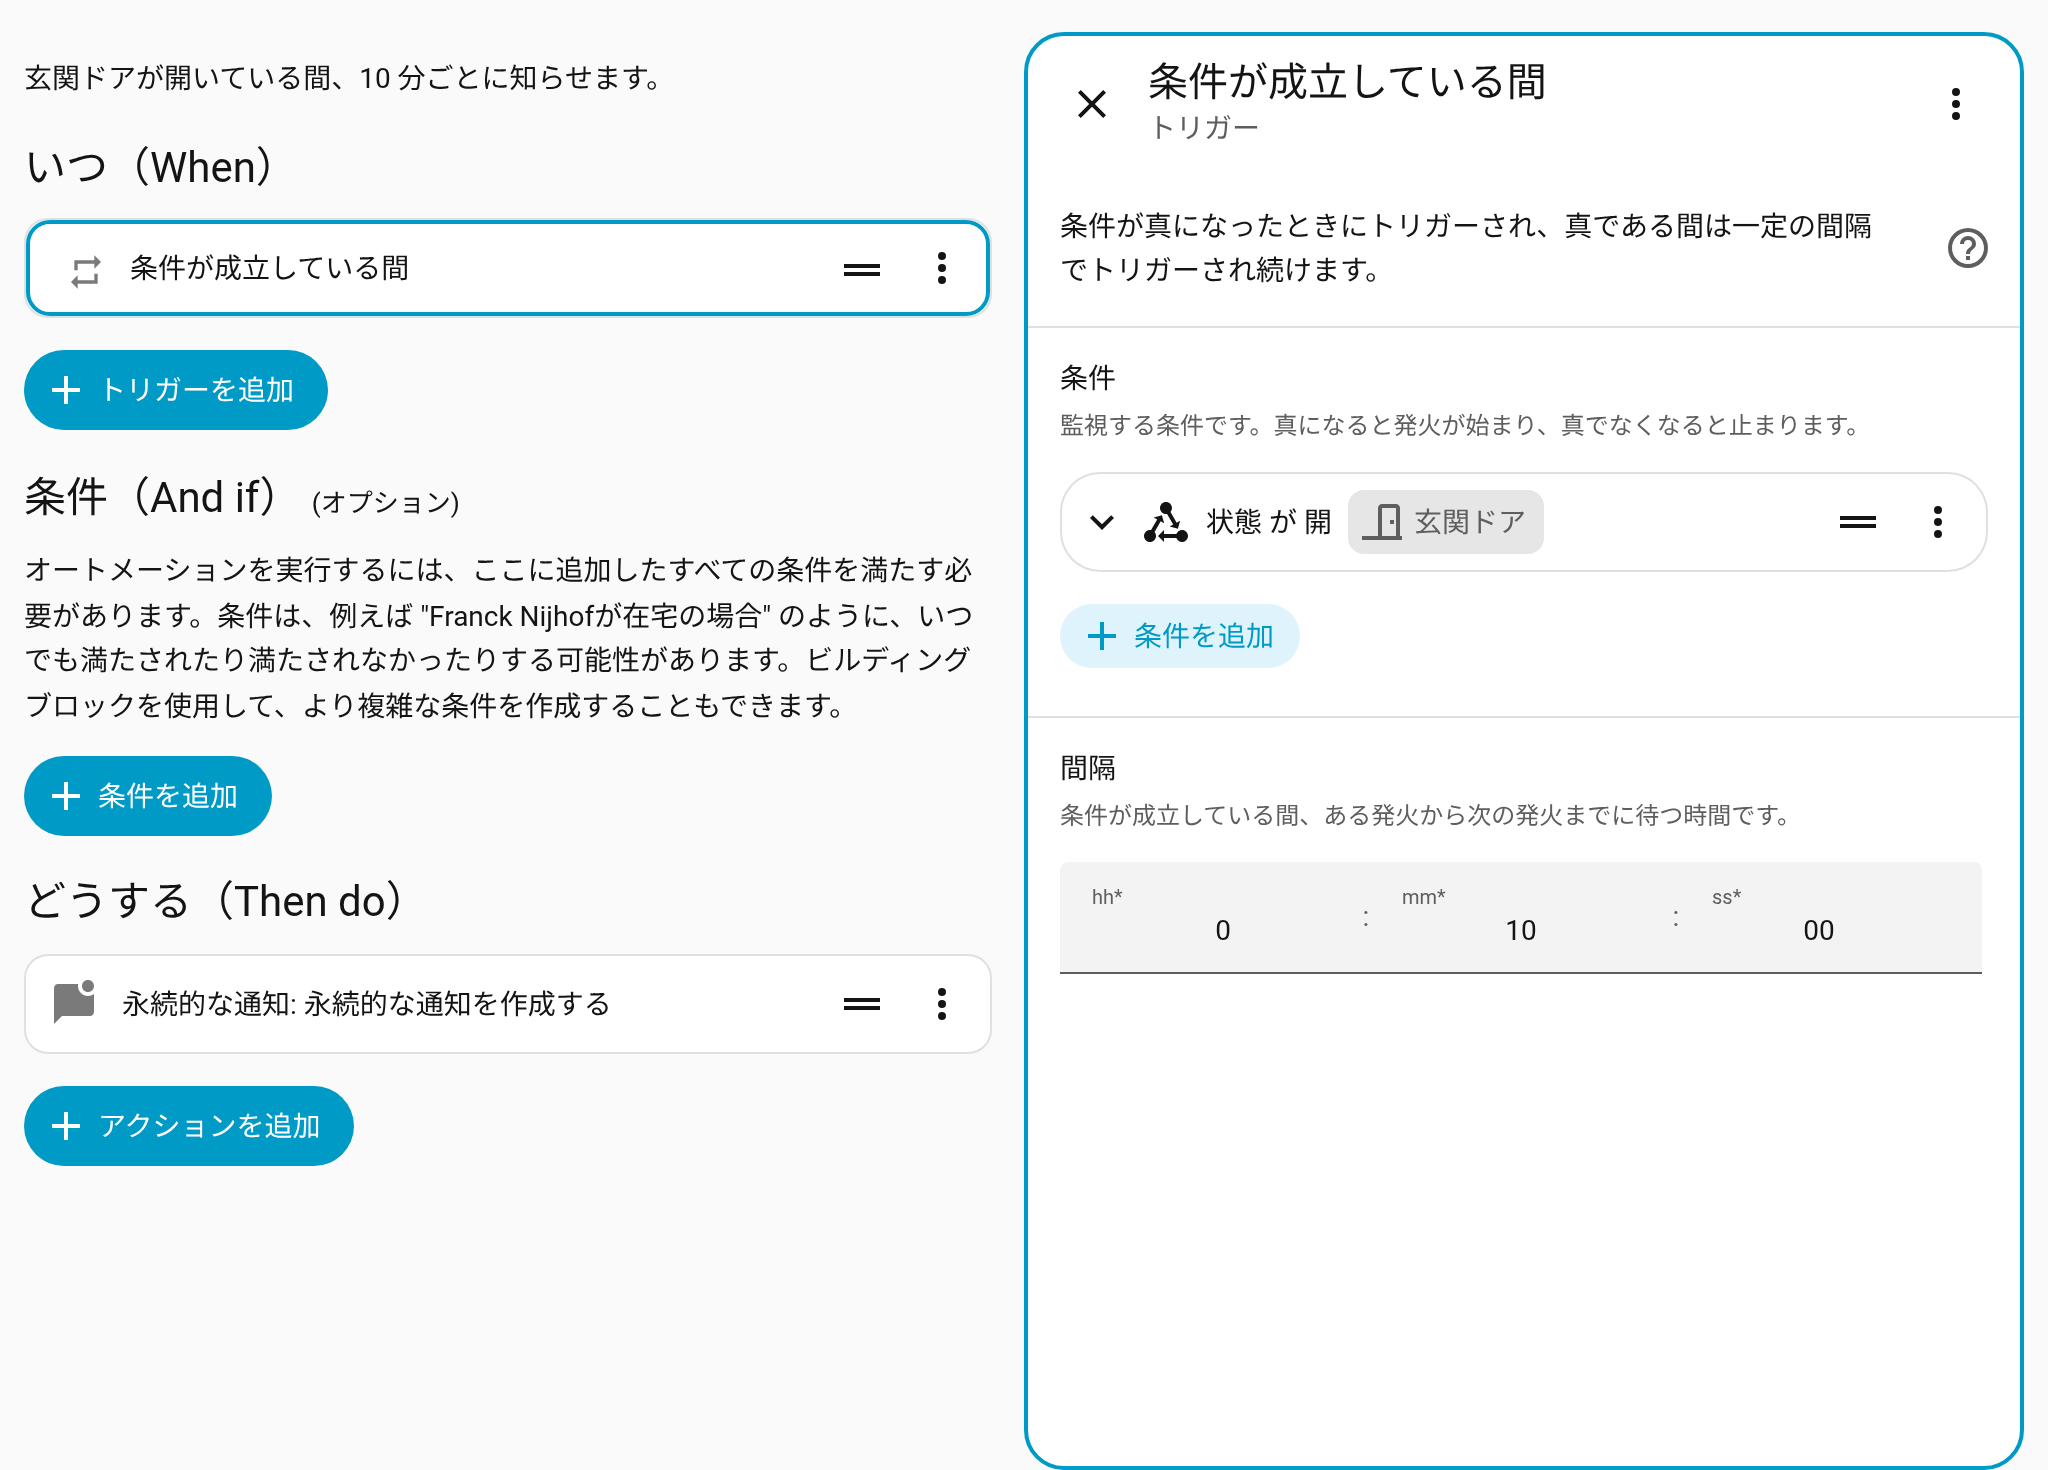 玄関ドアが開いている間、10 分ごとに知らせます。
いつ（When）
条件が成立している間
トリガーを追加
条件（And if） (オプション)
オートメーションを実行するには、ここに追加したすべての条件を満たす必
要があります。条件は、例えば "Franck Nijhofが在宅の場合" のように、いつ
でも満たされたり満たされなかったりする可能性があります。ビルディング
ブロックを使用して、より複雑な条件を作成することもできます。
条件を追加
どうする（Then do）
永続的な通知: 永続的な通知を作成する
アクションを追加
条件が成立している間
トリガー
条件が真になったときにトリガーされ、真である間は一定の間隔
でトリガーされ続けます。
条件
監視する条件です。真になると発火が始まり、真でなくなると止まります。
状態 が 開 玄関ドア
条件を追加
間隔
条件が成立している間、ある発火から次の発火までに待つ時間です。
hh* mm* ss*
0 : 10 : 00